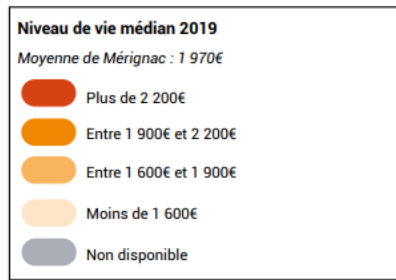 Niveau de vie médian 2019
Moyenne de Mérignac : 1 970€
Plus de 2 200€
Entre 1 900€ et 2 200€
Entre 1 600€ et 1 900€
Moins de 1 600€
Non disponible